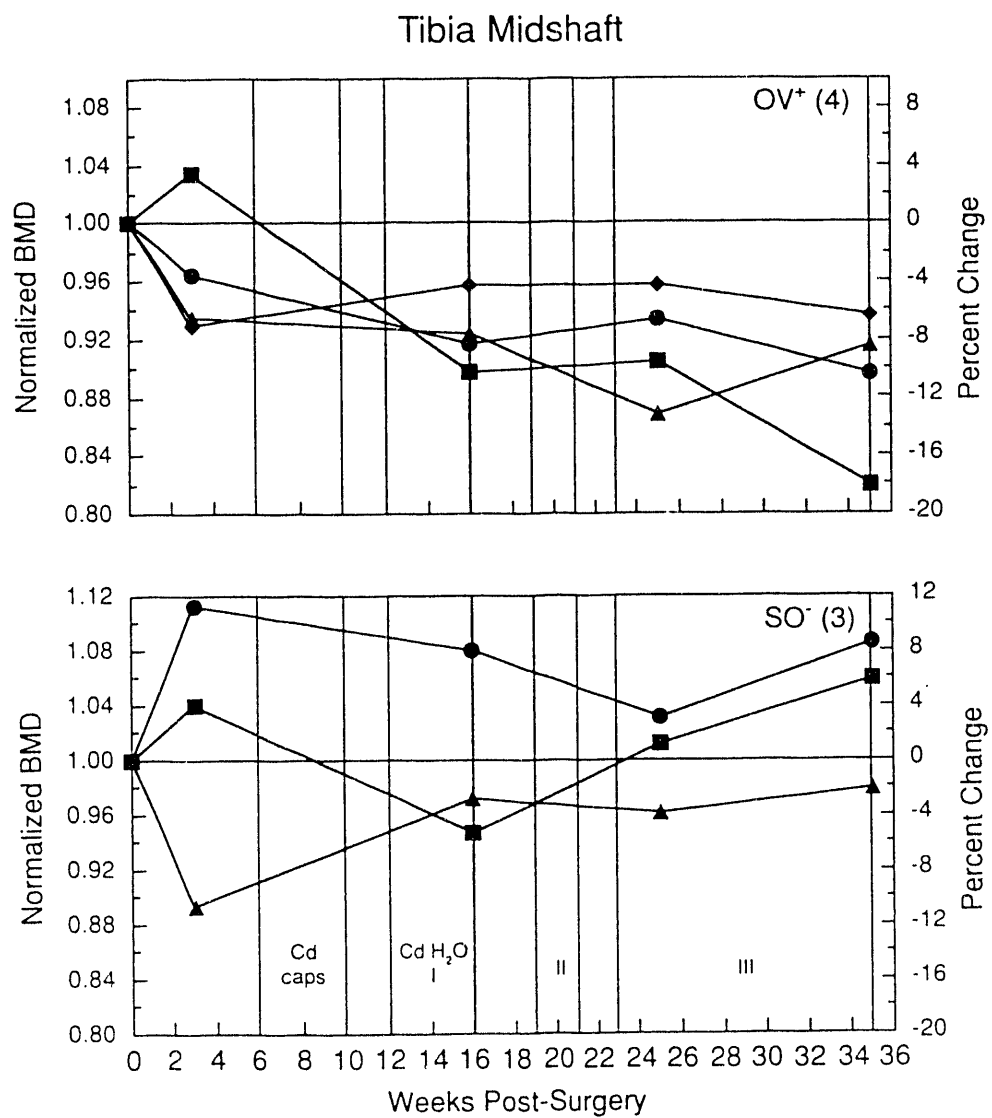 Tibia Midshaft
OV⁺ (4)
Normalized BMD
1.08
1.04
1.00
0.96
0.92
0.88
0.84
0.80
Percent Change
8
4
0
-4
-8
-12
-16
-20
SO⁻ (3)
Normalized BMD
1.12
1.08
1.04
1.00
0.96
0.92
0.88
0.84
0.80
Percent Change
12
8
4
0
-4
-8
-12
-16
-20
Cd
caps
Cd H₂O
I
II
III
0 2 4 6 8 10 12 14 16 18 20 22 24 26 28 30 32 34 36
Weeks Post-Surgery